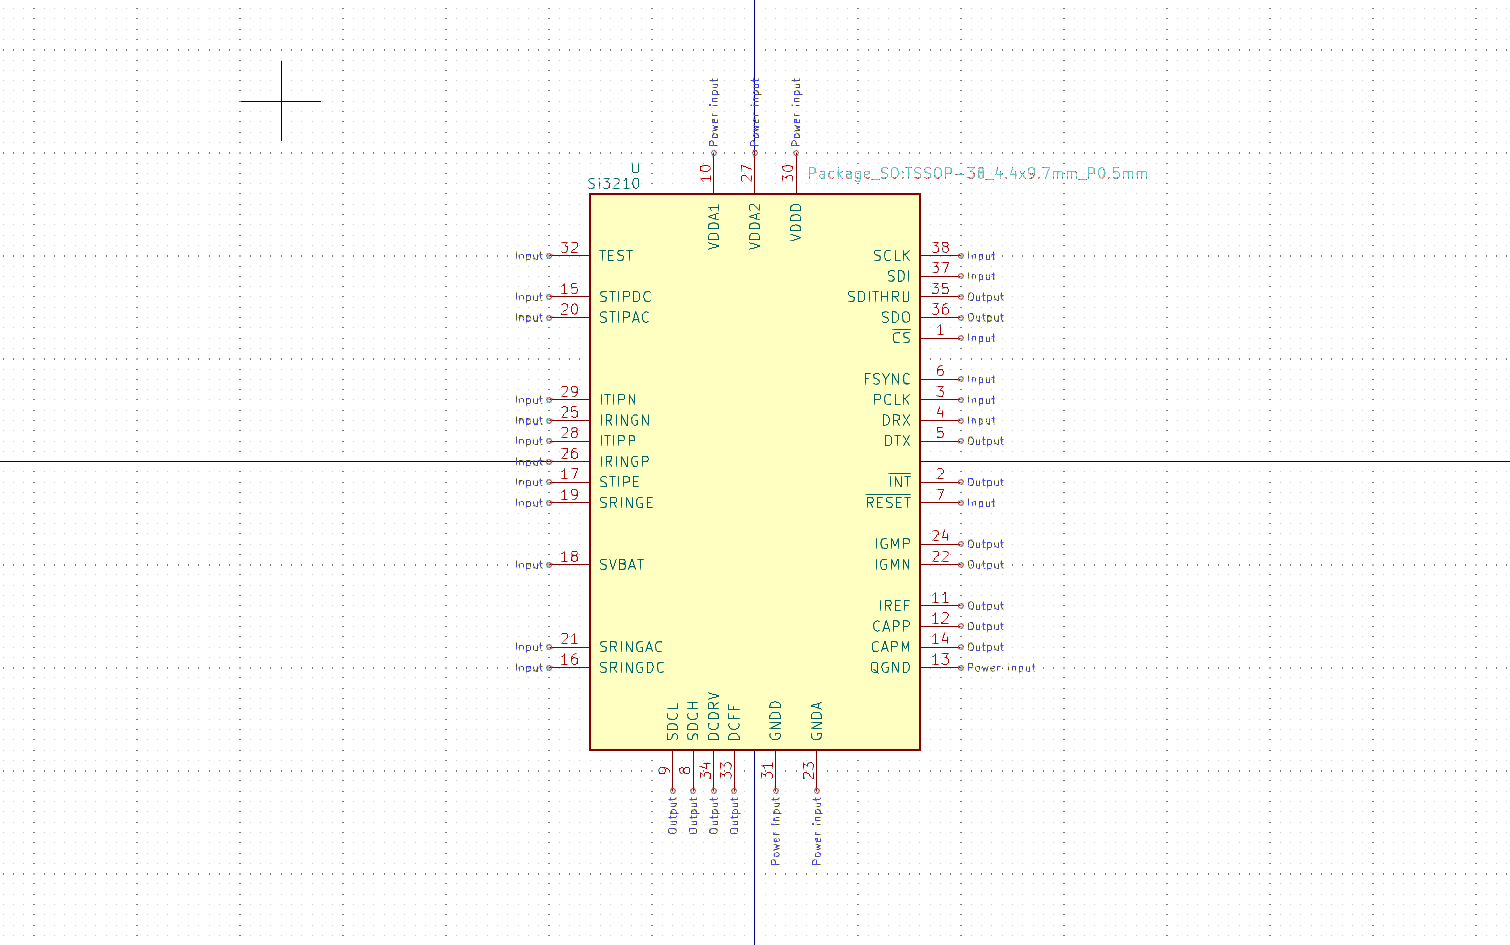 Power input
Power input
Power input
10
27
30
U
Si3210
Package_SO:TSSOP-38_4.4x9.7mm_P0.5mm
VDDA1
VDDA2
VDDD
Input 32 TEST
Input 15 STIPDC
Input 20 STIPAC
Input 29 ITIPN
Input 25 IRINGN
Input 28 ITIPP
Input 26 IRINGP
Input 17 STIPE
Input 19 SRINGE
Input 18 SVBAT
Input 21 SRINGAC
Input 16 SRINGDC
SCLK 38 Input
SDI 37 Input
SDITHRU 35 Output
SDO 36 Output
CS 1 Input
FSYNC 6 Input
PCLK 3 Input
DRX 4 Input
DTX 5 Output
INT 2 Output
RESET 7 Input
IGMP 24 Output
IGMN 22 Output
IREF 11 Output
CAPP 12 Output
CAPM 14 Output
QGND 13 Power input
SDCL
SDCH
DCDRV
DCFF
GNDD
GNDA
9
8
34
33
31
23
Output
Output
Output
Output
Power input
Power input